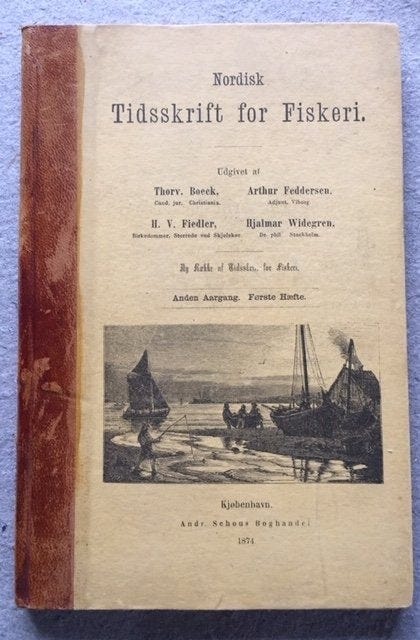 Nordisk
Tidsskrift for Fiskeri.
Udgivet af
Thorv. Boeck, Arthur Feddersen,
Cand. jur. Christiania. Adjunct, Viborg
H. V. Fiedler, Hjalmar Widegren,
Birkedommer, Sterrede ved Skjelskør. De. phil Stockholm.
Ny Række af Tidsskr. for Fiskeri.
Anden Aargang. Første Hæfte.
Kjøbenhavn.
Andr. Schous Boghandel
1874